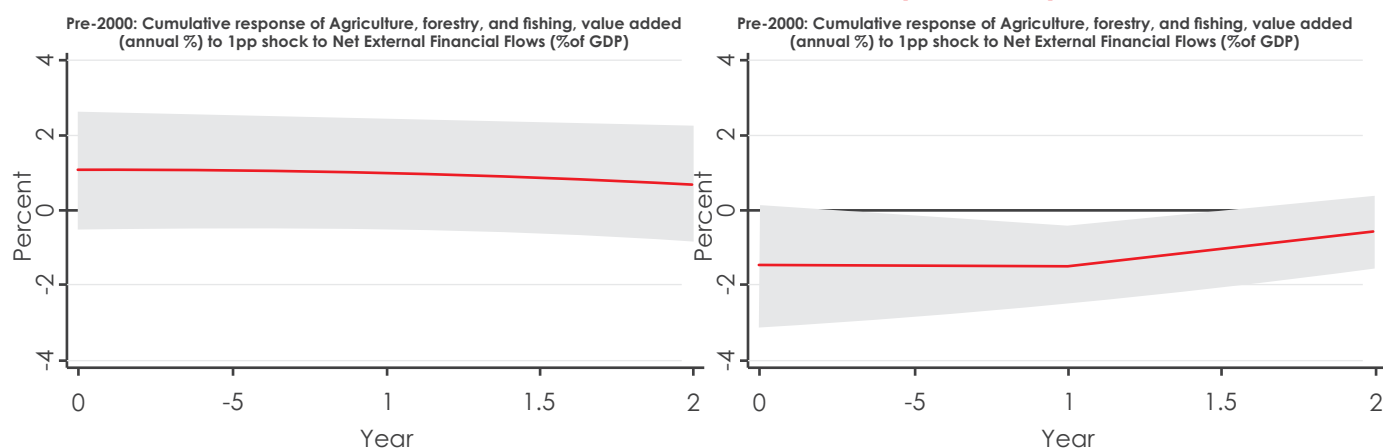 Pre-2000: Cumulative response of Agriculture, forestry, and fishing, value added
(annual %) to 1pp shock to Net External Financial Flows (%of GDP)
4
2
0
-2
-4
Percent
0 -5 1 1.5 2
Year
Pre-2000: Cumulative response of Agriculture, forestry, and fishing, value added
(annual %) to 1pp shock to Net External Financial Flows (%of GDP)
4
2
0
-2
-4
Percent
0 -5 1 1.5 2
Year